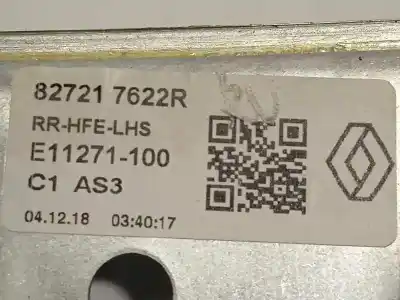 82721 7622R
RR-HFE-LHS
E11271-100
C1 AS3
04.12.18 03:40:17